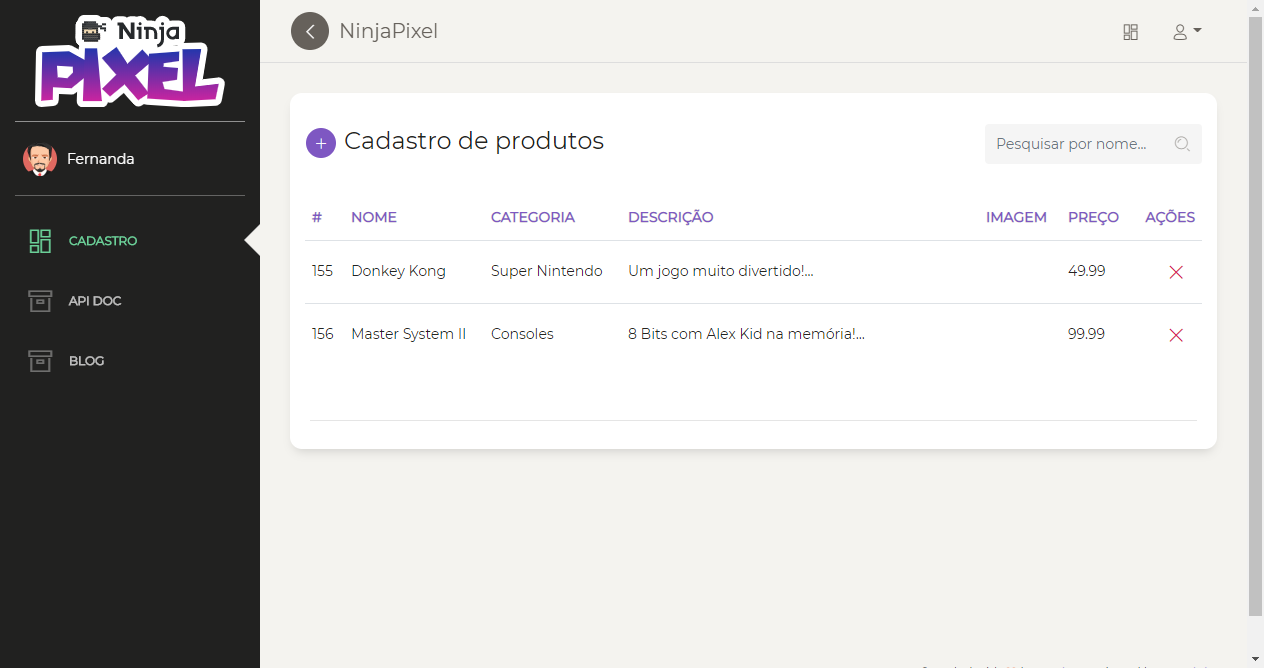 Ninja
PIXEL
Fernanda
CADASTRO
API DOC
BLOG
NinjaPixel
Cadastro de produtos
Pesquisar por nome...
# NOME CATEGORIA DESCRIÇÃO IMAGEM PREÇO AÇÕES
155 Donkey Kong Super Nintendo Um jogo muito divertido!... 49.99
156 Master System II Consoles 8 Bits com Alex Kid na memória!... 99.99